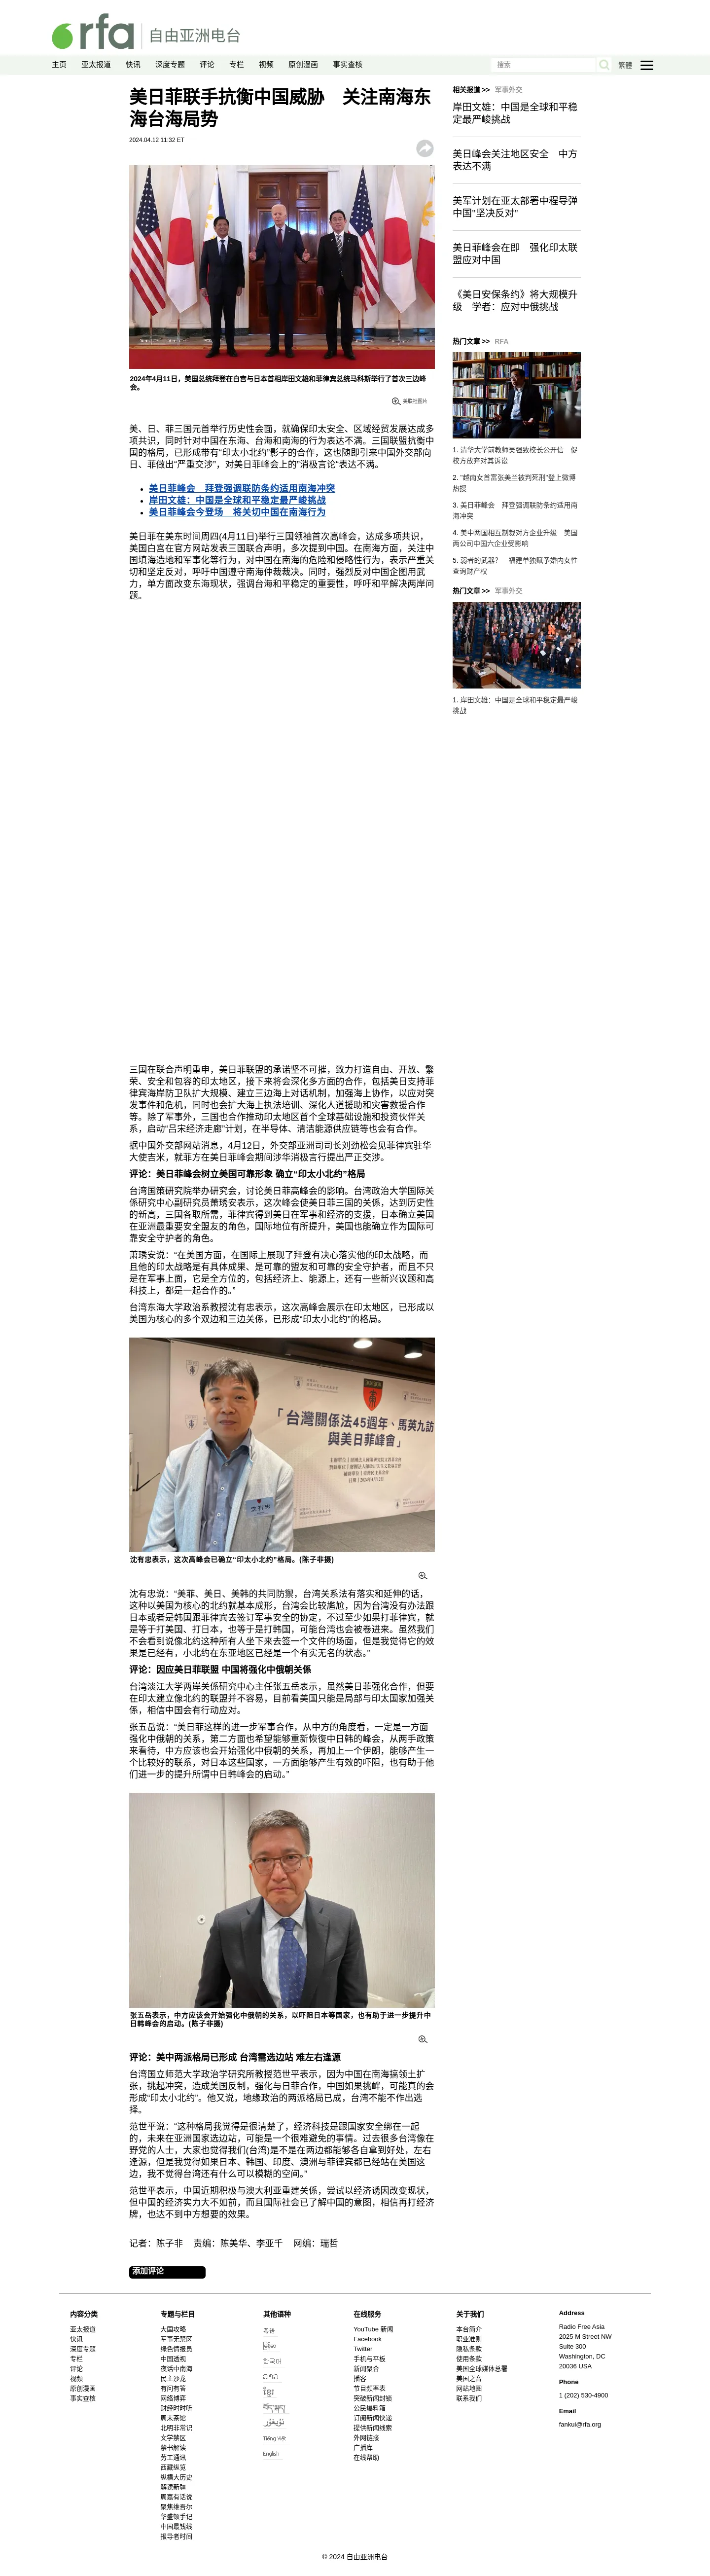 rfa 自由亚洲电台
主页 亚太报道 快讯 深度专题 评论 专栏 视频 原创漫画 事实查核 搜索 繁體
美日菲联手抗衡中国威胁 关注南海东
海台海局势
2024.04.12 11:32 ET
2024年4月11日，美国总统拜登在白宫与日本首相岸田文雄和菲律宾总统马科斯举行了首次三边峰
会。
美联社图片
美、日、菲三国元首举行历史性会谈，就确保印太安全、区域经贸发展达成多
项共识，同时针对中国在东海、台海和南海的行为表达不满。三国联盟抗衡中
国的格局，已形成带有“印太小北约”影子的合作，这也随即引来中国外交部向
日、菲做出“严重交涉”，对美日菲峰会上的“消极言论”表达不满。
美日菲峰会 拜登强调联防条约适用南海冲突
岸田文雄：中国是全球和平稳定最严峻挑战
美日菲峰会今登场 将关切中国在南海行为
美日菲在美东时间周四(4月11日)举行三国领袖首次高峰会，达成多项共识，
美国白宫在官方网站发表三国联合声明，多次提到中国。在南海方面，关注中
国填海造地和军事化等行为，对中国在南海的危险和侵略性行为，表示严重关
切和坚定反对，呼吁中国遵守南海仲裁裁决。同时，强烈反对中国企图用武
力，单方面改变东海现状，强调台海和平稳定的重要性，呼吁和平解决两岸问
题。
三国在联合声明重申，美日菲联盟的承诺坚不可摧，致力打造自由、开放、繁
荣、安全和包容的印太地区，接下来将会深化多方面的合作，包括美日支持菲
律宾海岸防卫队扩大规模、建立三边海上对话机制，加强海上协作，以应对突
发事件和危机，同时也会扩大海上执法培训、深化人道援助和灾害救援合作
等。除了军事外，三国也合作推动印太地区首个全球基础设施和投资伙伴关
系，启动“吕宋经济走廊”计划，在半导体、清洁能源供应链等也会有合作。
据中国外交部网站消息，4月12日，外交部亚洲司司长刘劲松会见菲律宾驻华
大使吉米，就菲方在美日菲峰会期间涉华消极言行提出严正交涉。
评论：美日菲峰会树立美国可靠形象 确立“印太小北约”格局
台湾国策研究院举办研究会，讨论美日菲高峰会的影响。台湾政治大学国际关
係研究中心副研究员萧琇安表示，这次峰会使美日菲三国的关係，达到历史性
的新高，三国各取所需，菲律宾得到美日在军事和经济的支援，日本确立美国
在亚洲最重要安全盟友的角色，国际地位有所提升，美国也能确立作为国际可
靠安全守护者的角色。
萧琇安说：“在美国方面，在国际上展现了拜登有决心落实他的印太战略，而
且他的印太战略是有具体成果、是可靠的盟友和可靠的安全守护者，而且不只
是在军事上面，它是全方位的，包括经济上、能源上，还有一些新兴议题和高
科技上，都是一起合作的。”
台湾东海大学政治系教授沈有忠表示，这次高峰会展示在印太地区，已形成以
美国为核心的多个双边和三边关係，已形成“印太小北约”的格局。
「台灣關係法45週年、馬英九訪
與美日菲峰會」
沈有忠
沈有忠表示，这次高峰会已确立“印太小北约”格局。(陈子非摄)
沈有忠说：“美菲、美日、美韩的共同防禦，台湾关系法有落实和延伸的话，
这种以美国为核心的北约就基本成形，台湾会比较尴尬，因为台湾没有办法跟
日本或者是韩国跟菲律宾去签订军事安全的协定，不过至少如果打菲律宾，就
是等于打美国、打日本，也等于是打韩国，可能台湾也会被卷进来。虽然我们
不会看到说像北约这种所有人坐下来去签一个文件的场面，但是我觉得它的效
果是已经有，小北约在东亚地区已经是一个有实无名的状态。”
评论：因应美日菲联盟 中国将强化中俄朝关係
台湾淡江大学两岸关係研究中心主任张五岳表示，虽然美日菲强化合作，但要
在印太建立像北约的联盟并不容易，目前看美国只能是局部与印太国家加强关
係，相信中国会有行动应对。
张五岳说：“美日菲这样的进一步军事合作，从中方的角度看，一定是一方面
强化中俄朝的关系，第二方面也希望能够重新恢復中日韩的峰会，从两手政策
来看待，中方应该也会开始强化中俄朝的关系，再加上一个伊朗，能够产生一
个比较好的联系，对日本这些国家，一方面能够产生有效的吓阻，也有助于他
们进一步的提升所谓中日韩峰会的启动。”
张五岳表示，中方应该会开始强化中俄朝的关系，以吓阻日本等国家，也有助于进一步提升中
日韩峰会的启动。(陈子非摄)
评论：美中两派格局已形成 台湾需选边站 难左右逢源
台湾国立师范大学政治学研究所教授范世平表示，因为中国在南海搞领土扩
张，挑起冲突，造成美国反制，强化与日菲合作，中国如果挑衅，可能真的会
形成“印太小北约”。他又说，地缘政治的两派格局已成，台湾不能不作出选
择。
范世平说：“这种格局我觉得是很清楚了，经济科技是跟国家安全绑在一起
的，未来在亚洲国家选边站，可能是一个很难避免的事情。过去很多台湾像在
野党的人士，大家也觉得我们(台湾)是不是在两边都能够各自拿到好处，左右
逢源，但是我觉得如果日本、韩国、印度、澳洲与菲律宾都已经站在美国这
边，我不觉得台湾还有什么可以模糊的空间。”
范世平表示，中国近期积极与澳大利亚重建关係，尝试以经济诱因改变现状，
但中国的经济实力大不如前，而且国际社会已了解中国的意图，相信再打经济
牌，也达不到中方想要的效果。
记者：陈子非 责编：陈美华、李亚千 网编：瑞哲
添加评论
相关报道 >> 军事外交
岸田文雄：中国是全球和平稳
定最严峻挑战
美日峰会关注地区安全 中方
表达不满
美军计划在亚太部署中程导弹
中国“坚决反对”
美日菲峰会在即 强化印太联
盟应对中国
《美日安保条约》将大规模升
级 学者：应对中俄挑战
热门文章 >> RFA
1. 清华大学前教师吴强致校长公开信 促
校方放弃对其诉讼
2. “越南女首富张美兰被判死刑”登上微博
热搜
3. 美日菲峰会 拜登强调联防条约适用南
海冲突
4. 美中两国相互制裁对方企业升级 美国
两公司中国六企业受影响
5. 弱者的武器？ 福建单独赋予婚内女性
查询财产权
热门文章 >> 军事外交
1. 岸田文雄：中国是全球和平稳定最严峻
挑战
内容分类
亚太报道
快讯
深度专题
专栏
评论
视频
原创漫画
事实查核
专题与栏目
大国攻略
军事无禁区
绿色情报员
中国透视
夜话中南海
民主沙龙
有问有答
网络博弈
财经时时听
周末茶馆
北明非常识
文学禁区
禁书解读
劳工通讯
西藏纵览
纵横大历史
解读新疆
周嘉有话说
聚焦维吾尔
华盛顿手记
中国最钱线
报导者时间
其他语种
粤语
မြန်မာ
한국어
ລາວ
ខ្មែរ
བོད་སྐད།
ئۇيغۇر
Tiếng Việt
English
在线服务
YouTube 新闻
Facebook
Twitter
手机与平板
新闻聚合
播客
节目频率表
突破新闻封锁
公民爆料箱
订阅新闻快递
提供新闻线索
外网链接
广播库
在线帮助
关于我们
本台简介
职业准则
隐私条款
使用条款
美国全球媒体总署
美国之音
网站地图
联系我们
Address
Radio Free Asia
2025 M Street NW
Suite 300
Washington, DC
20036 USA
Phone
1 (202) 530-4900
Email
fankui@rfa.org
© 2024 自由亚洲电台